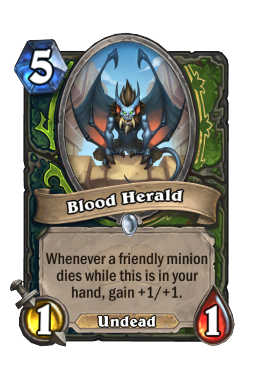 5
Blood Herald
Whenever a friendly minion
dies while this is in your
hand, gain +1/+1.
1
Undead
1